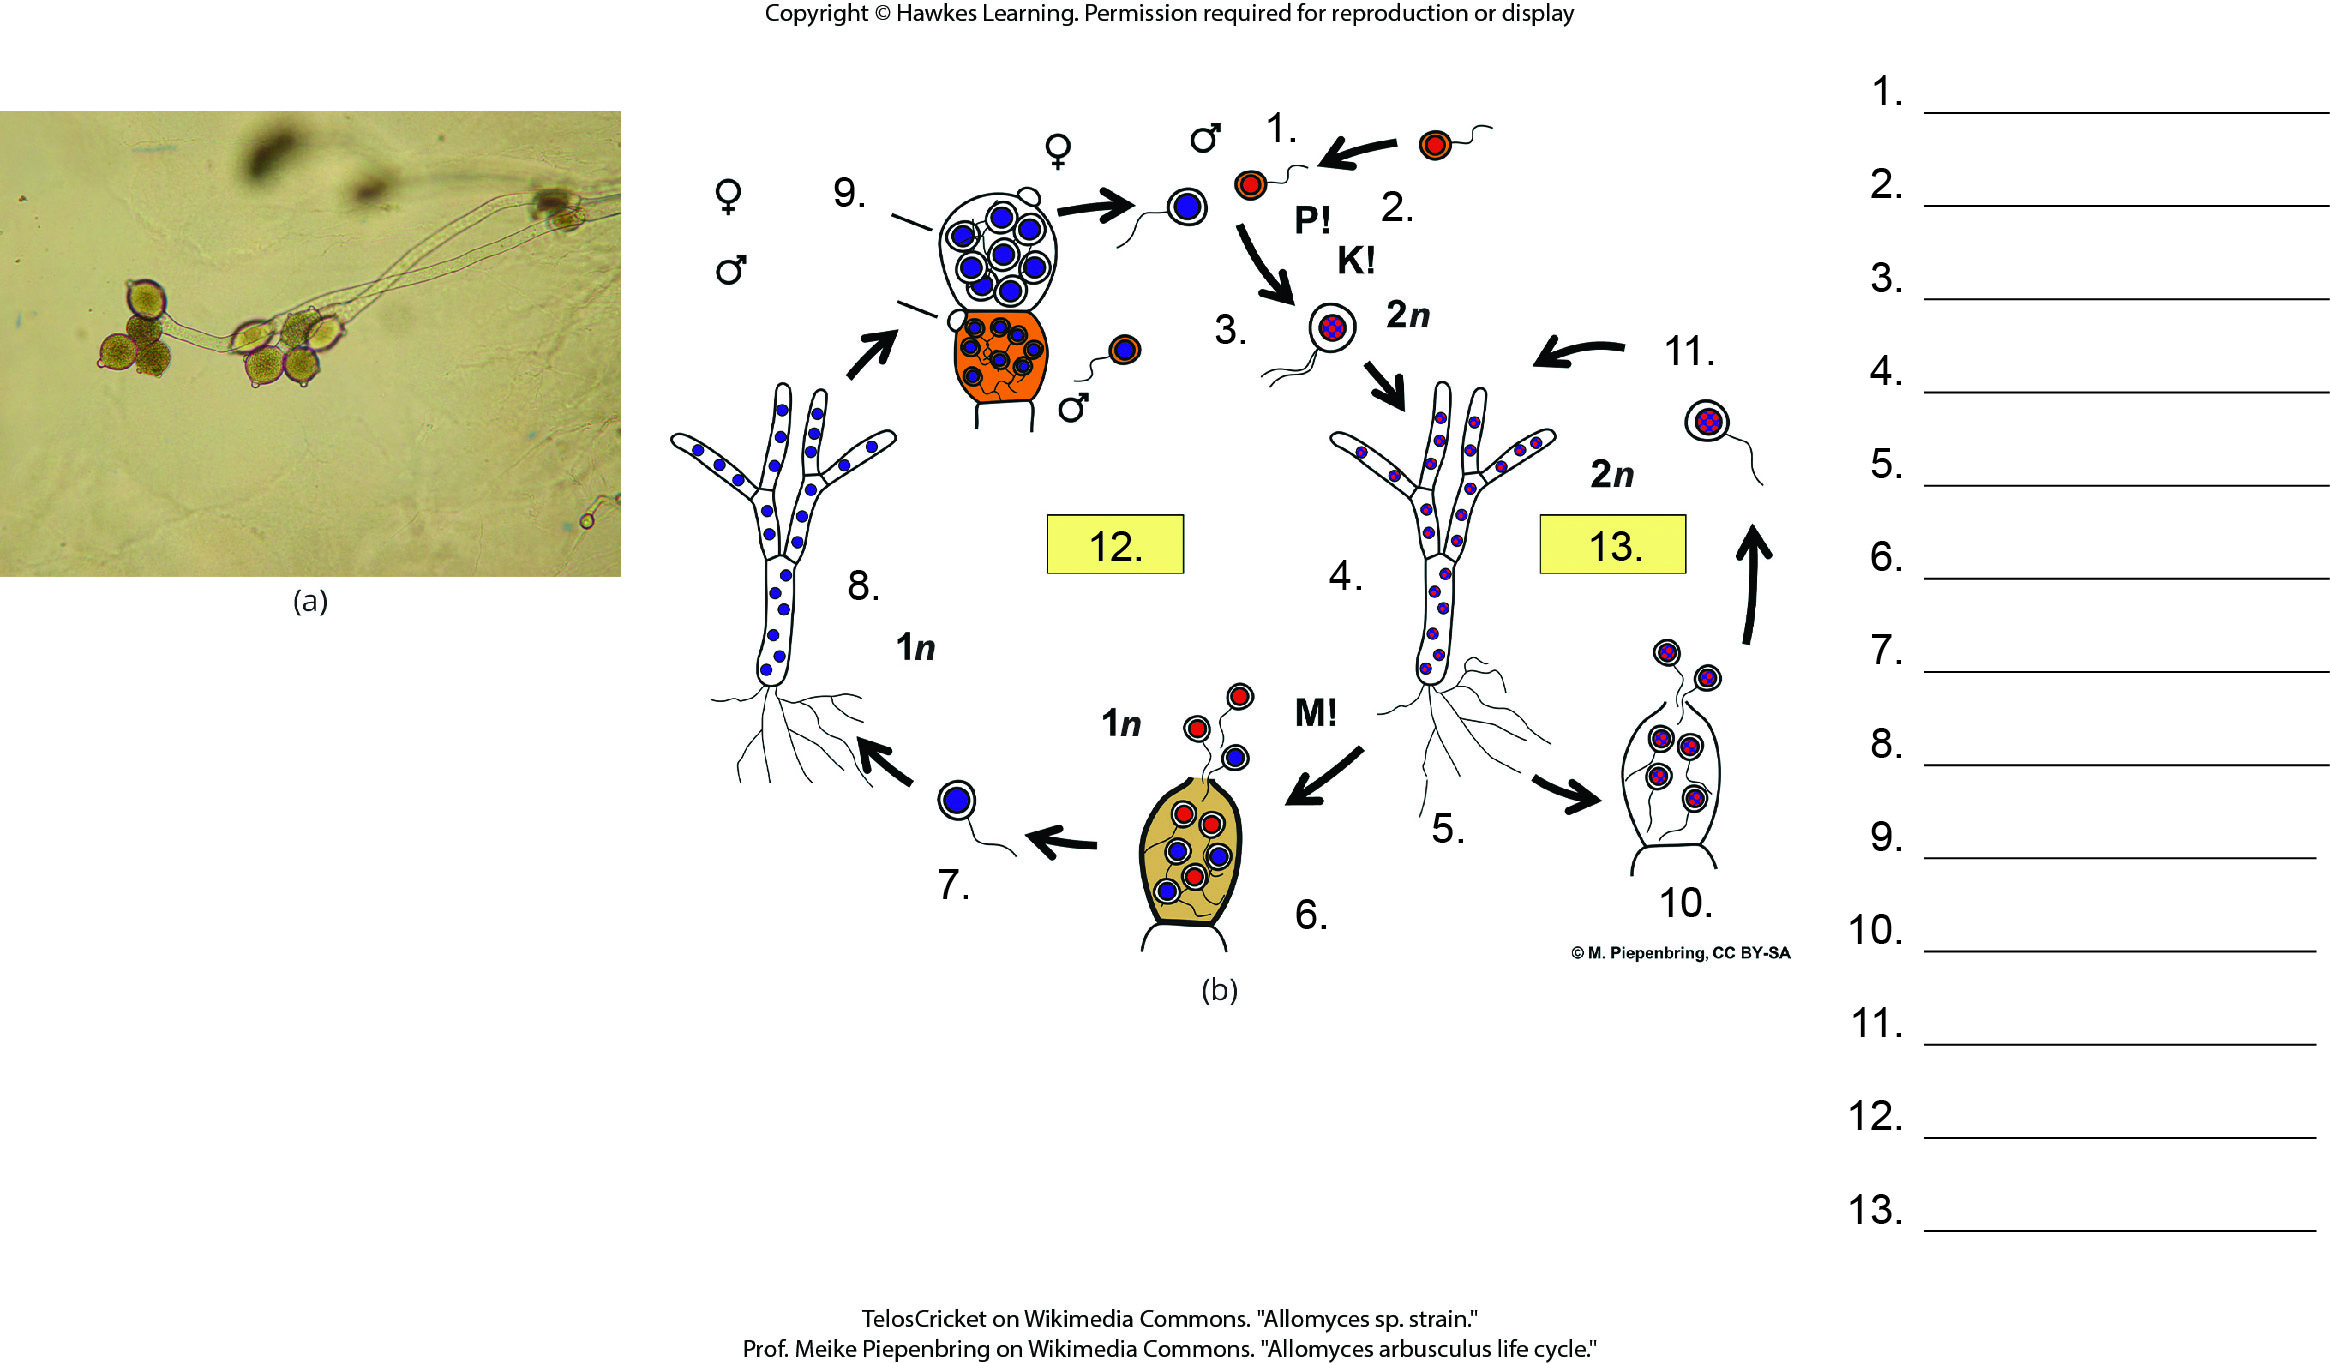 Copyright © Hawkes Learning. Permission required for reproduction or display
1.
2.
3.
4.
5.
6.
7.
8.
9.
10.
11.
12.
13.
♀
♂
9.
♀
♂
1.
2.
P!
K!
3.
2n
♂
11.
2n
12.
13.
8.
4.
1n
1n
M!
7.
5.
6.
10.
(a)
© M. Piepenbring, CC BY-SA
(b)
TelosCricket on Wikimedia Commons. "Allomyces sp. strain."
Prof. Meike Piepenbring on Wikimedia Commons. "Allomyces arbusculus life cycle."